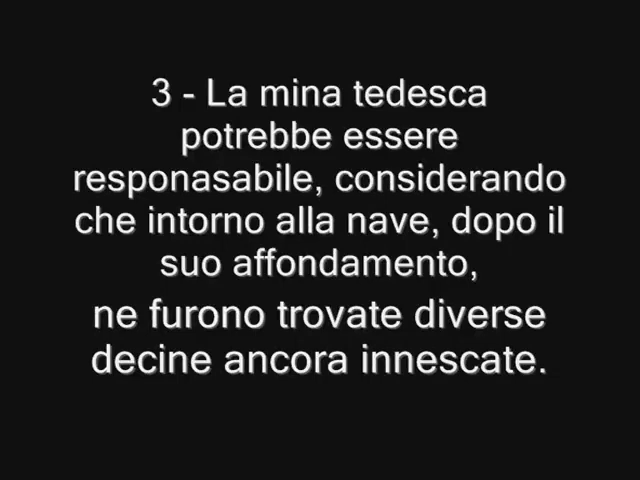 3 - La mina tedesca
potrebbe essere
responasabile, considerando
che intorno alla nave, dopo il
suo affondamento,
ne furono trovate diverse
decine ancora innescate.